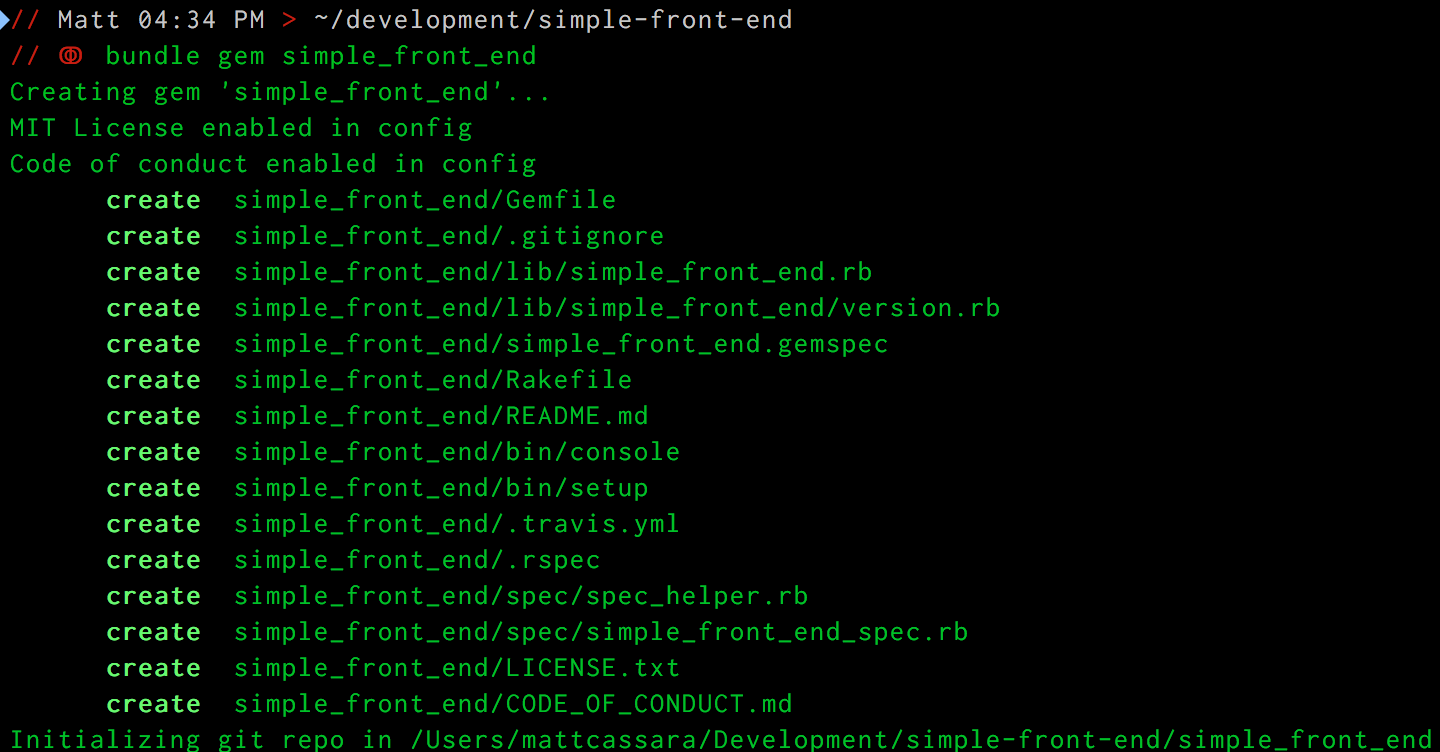 // Matt 04:34 PM > ~/development/simple-front-end
// ↂ bundle gem simple_front_end
Creating gem 'simple_front_end'...
MIT License enabled in config
Code of conduct enabled in config
      create  simple_front_end/Gemfile
      create  simple_front_end/.gitignore
      create  simple_front_end/lib/simple_front_end.rb
      create  simple_front_end/lib/simple_front_end/version.rb
      create  simple_front_end/simple_front_end.gemspec
      create  simple_front_end/Rakefile
      create  simple_front_end/README.md
      create  simple_front_end/bin/console
      create  simple_front_end/bin/setup
      create  simple_front_end/.travis.yml
      create  simple_front_end/.rspec
      create  simple_front_end/spec/spec_helper.rb
      create  simple_front_end/spec/simple_front_end_spec.rb
      create  simple_front_end/LICENSE.txt
      create  simple_front_end/CODE_OF_CONDUCT.md
Initializing git repo in /Users/mattcassara/Development/simple-front-end/simple_front_end